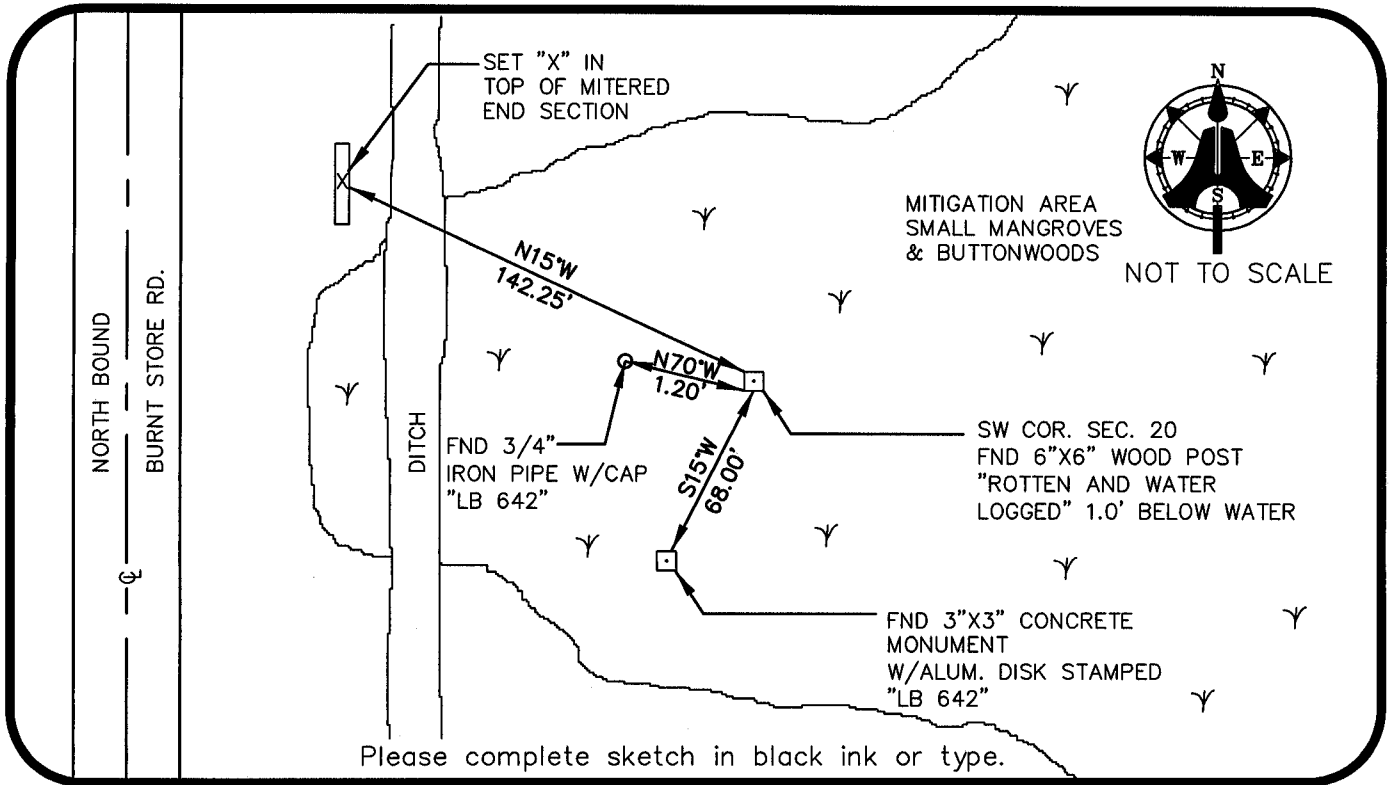 SET "X" IN
TOP OF MITERED
END SECTION
N
W E
S
NOT TO SCALE
MITIGATION AREA
SMALL MANGROVES
& BUTTONWOODS
X
N15°W
142.25'
NORTH BOUND
BURNT STORE RD.
℄
DITCH
N70°W
1.20'
FND 3/4"
IRON PIPE W/CAP
"LB 642"
S15°W
68.00'
SW COR. SEC. 20
FND 6"X6" WOOD POST
"ROTTEN AND WATER
LOGGED" 1.0' BELOW WATER
FND 3"X3" CONCRETE
MONUMENT
W/ALUM. DISK STAMPED
"LB 642"
Please complete sketch in black ink or type.